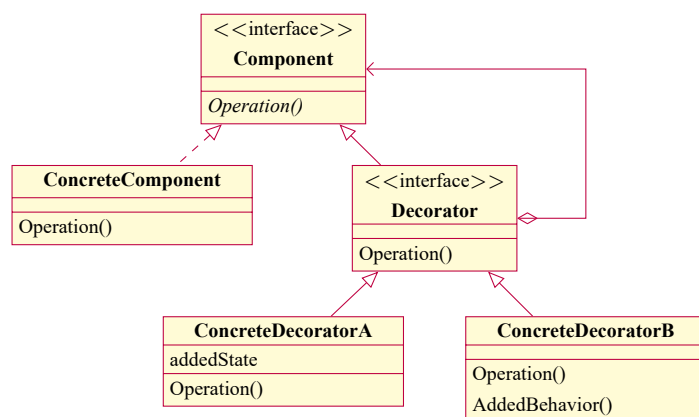 <<interface>>
Component
Operation()
ConcreteComponent
Operation()
<<interface>>
Decorator
Operation()
ConcreteDecoratorA
addedState
Operation()
ConcreteDecoratorB
Operation()
AddedBehavior()